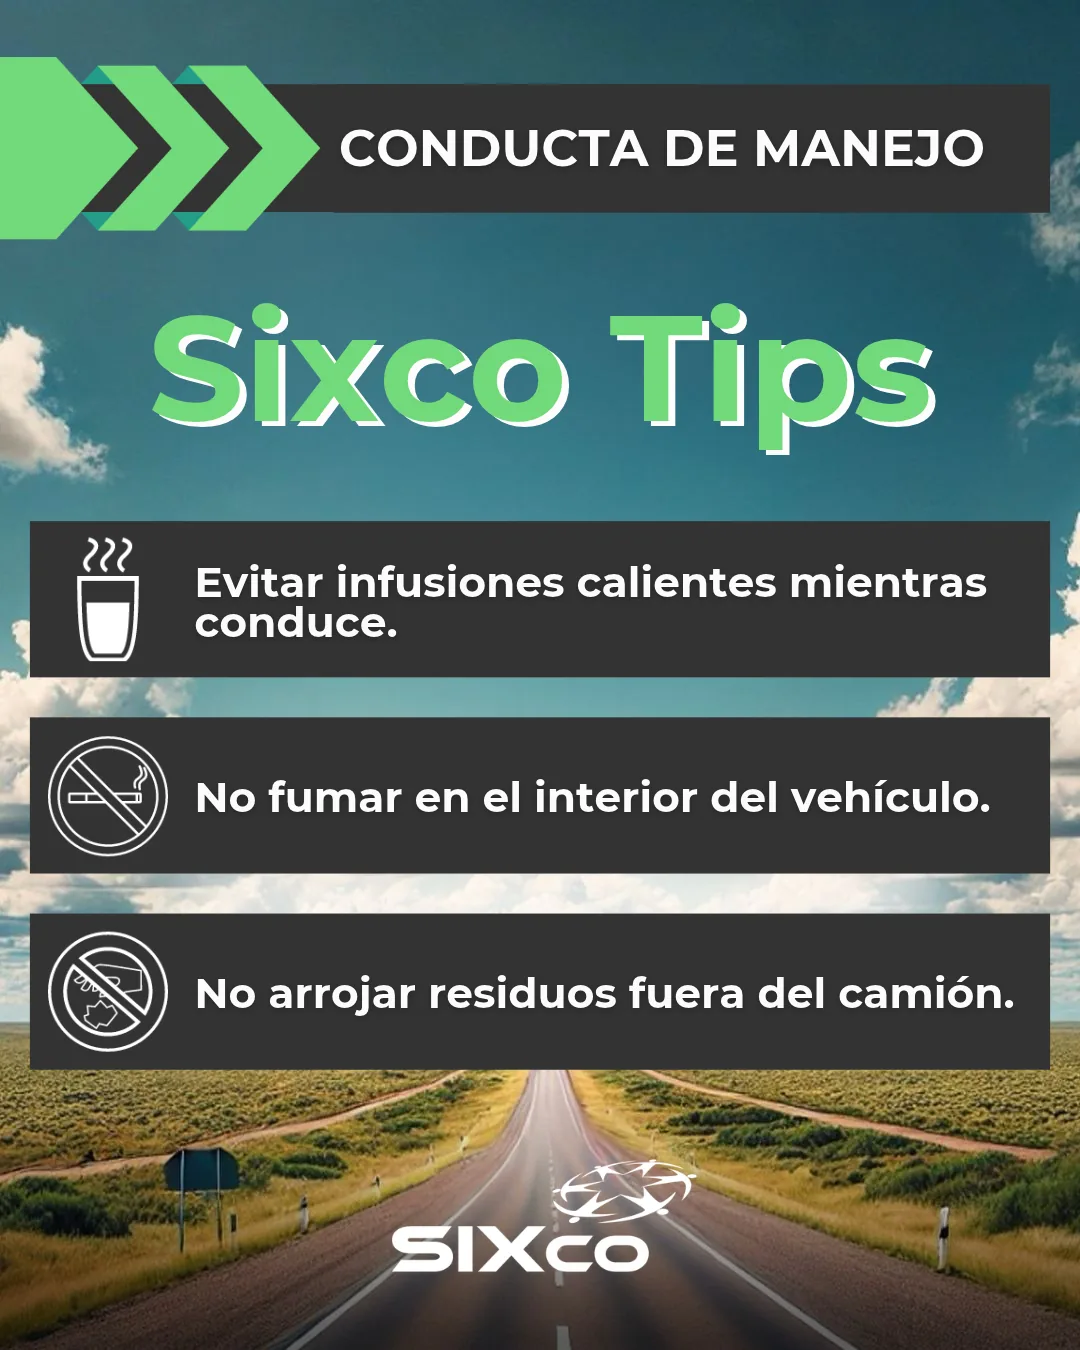 CONDUCTA DE MANEJO
Sixco Tips
Evitar infusiones calientes mientras
conduce.
No fumar en el interior del vehículo.
No arrojar residuos fuera del camión.
SIXCO